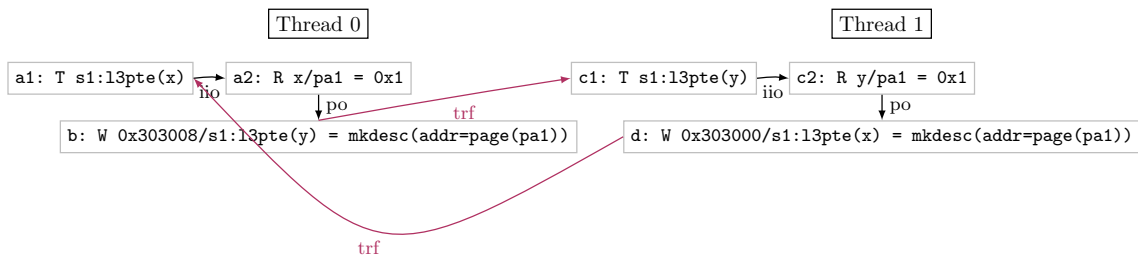 Thread 0
Thread 1
a1: T s1:l3pte(x)
iio
a2: R x/pa1 = 0x1
c1: T s1:l3pte(y)
iio
c2: R y/pa1 = 0x1
po
trf
po
b: W 0x303008/s1:l3pte(y) = mkdesc(addr=page(pa1))
d: W 0x303000/s1:l3pte(x) = mkdesc(addr=page(pa1))
trf